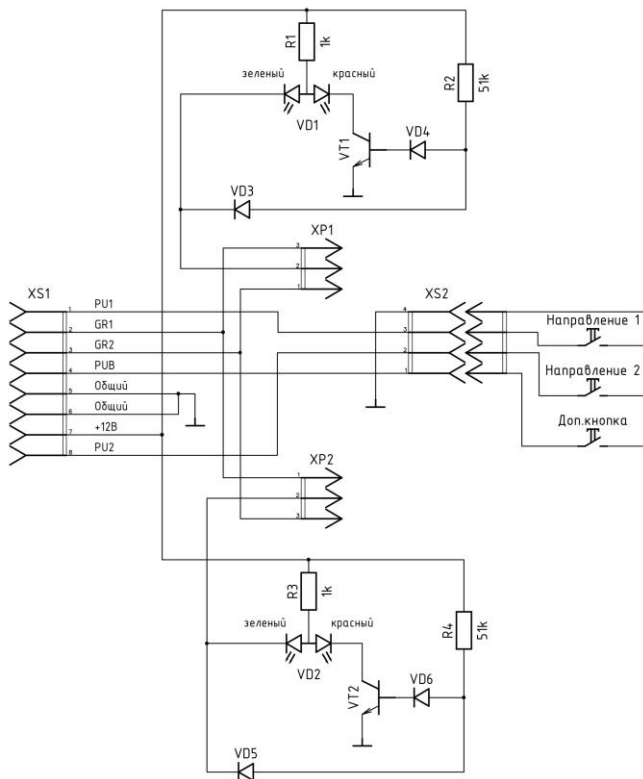 R1
1k
зеленый
красный
R2
51k
VD1
VT1
VD4
VD3
XP1
3
2
1
XS1
XS2
1 PU1
2 GR1
3 GR2
4 PUB
5 Общий
6 Общий
7 +12В
8 PU2
4
3
2
1
Направление 1
Направление 2
Доп.кнопка
XP2
1
2
3
R3
1k
зеленый
красный
R4
51k
VD2
VT2
VD6
VD5